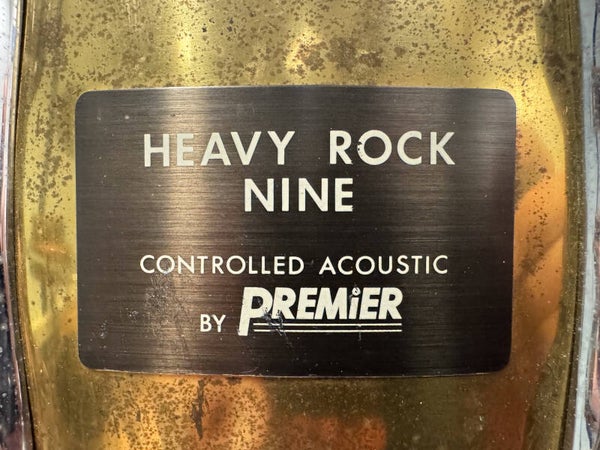 HEAVY ROCK
NINE
CONTROLLED ACOUSTIC
BY PREMiER